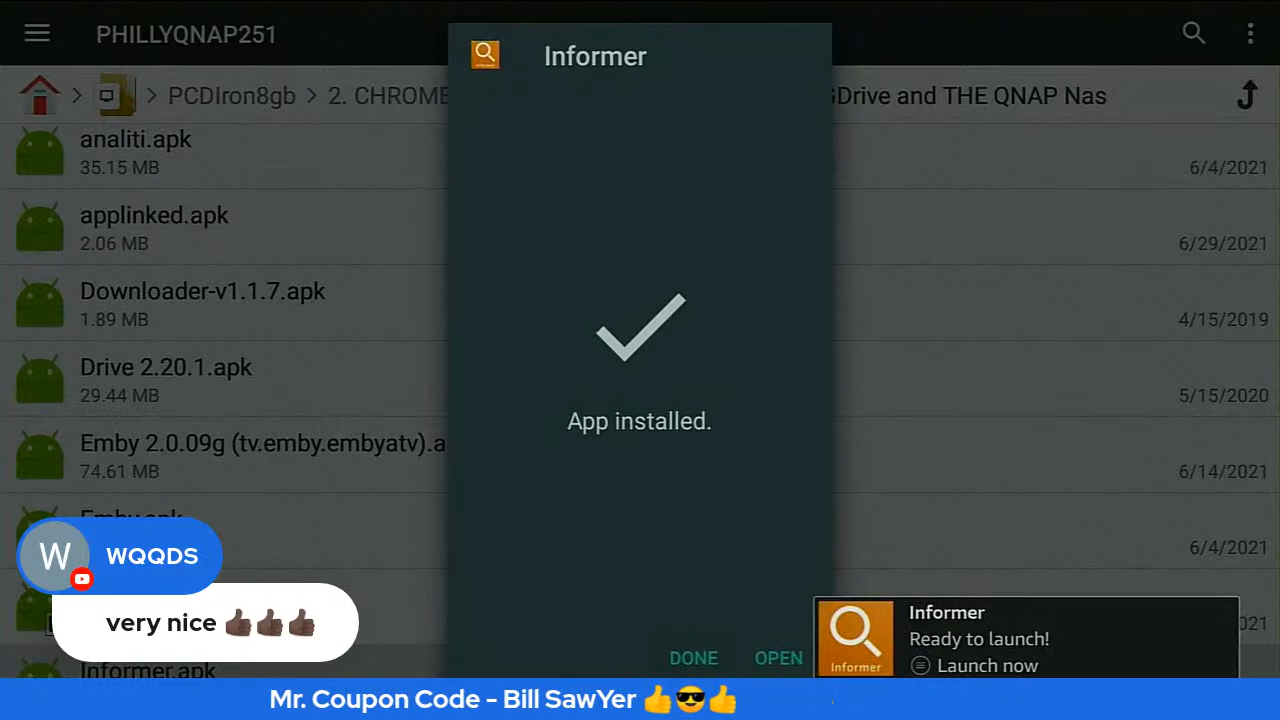 PHILLYQNAP251
PCDIron8gb
2. CHROME
GDrive and THE QNAP Nas
Informer
analiti.apk
35.15 MB
6/4/2021
applinked.apk
2.06 MB
6/29/2021
Downloader-v1.1.7.apk
1.89 MB
4/15/2019
Drive 2.20.1.apk
29.44 MB
5/15/2020
App installed.
Emby 2.0.09g (tv.emby.embyatv).a
74.61 MB
6/14/2021
Emby.apk
6/4/2021
W
WQQDS
very nice 👍🏿👍🏿👍🏿
021
Informer.apk
DONE
OPEN
Informer
Informer
Ready to launch!
Launch now
Mr. Coupon Code - Bill SawYer 👍😎👍